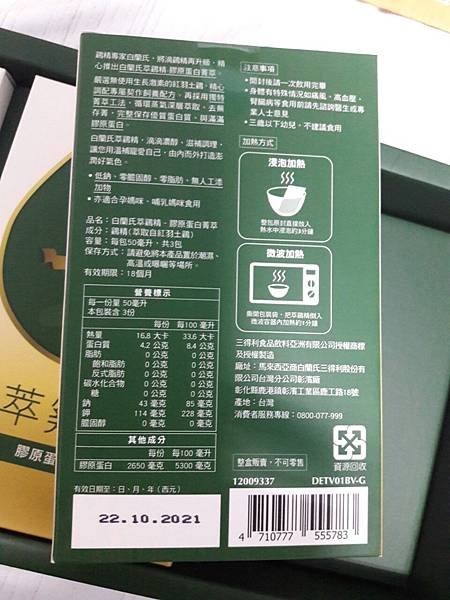 雞精專家白蘭氏，將滴雞精再升級，精
心推出白蘭氏萃雞精-膠原蛋白菁萃。
嚴選無使用生長激素的紅羽土雞，精心
調配專屬契作飼養配方。再採用獨特
菁萃工法，循環蒸氣深層萃取，去蕪
存菁，完整保存優質蛋白質，與滿滿
膠原蛋白。
白蘭氏萃雞精，滴滴濃醇，滋補調理，
讓您用溫補寵愛自己，由內而外打造澎
潤好氣色。
• 低鈉、零膽固醇、零脂肪、無人工添
加物
• 亦適合孕媽咪、哺乳媽咪食用
品名：白蘭氏萃雞精 - 膠原蛋白菁萃
成分：雞精(萃取自紅羽土雞)
容量：每包50毫升，共3包
保存方式：請避免將本產品置於潮濕、
高溫或曝曬等場所。
有效期限：18個月
營養標示
每一份量 50毫升
本包裝含 3份
每份 每100 毫升
熱量 16.8 大卡 33.6 大卡
蛋白質 4.2 公克 8.4 公克
脂肪 0 公克 0 公克
飽和脂肪 0 公克 0 公克
反式脂肪 0 公克 0 公克
碳水化合物 0 公克 0 公克
糖 0 公克 0 公克
鈉 43 毫克 85 毫克
鉀 114 毫克 228 毫克
膽固醇 0 毫克 0 毫克
其他成分
每份 每100 毫升
膠原蛋白 2650 毫克 5300 毫克
有效日期至：日、月、年（西元）
22.10.2021
注意事項
• 開封後請一次飲用完畢
• 身體有特殊情況如痛風，高血壓，
腎臟病等食用前請先諮詢醫生或專
業人士意見
• 三歲以下幼兒，不建議食用
加熱方式
浸泡加熱
整包原封直接放入
熱水中浸泡約3分鐘
微波加熱
撕開包裝袋，把萃雞精倒入
微波容器內加熱約1分鐘
三得利食品飲料亞洲有限公司授權商標
及授權製造
廠址：馬來西亞商白蘭氏三得利股份有
限公司台灣分公司彰濱廠
彰化縣鹿港鎮彰濱工業區鹿工路18號
產地：台灣
消費者服務專線：0800-077-999
資源回收
整盒販賣，不可零售
12009337 DETV01BV-G
4 710777 555783
萃雞
膠原蛋